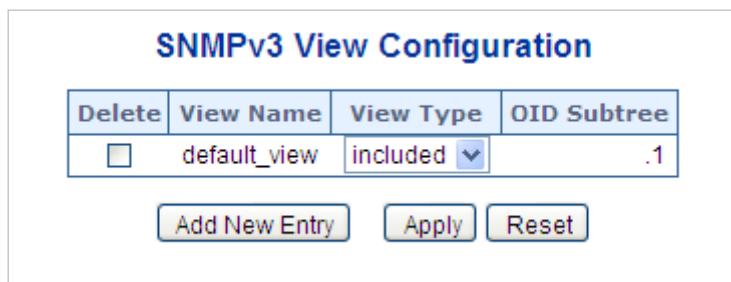 SNMPv3 View Configuration
Delete View Name View Type OID Subtree
default_view included .1
Add New Entry Apply Reset